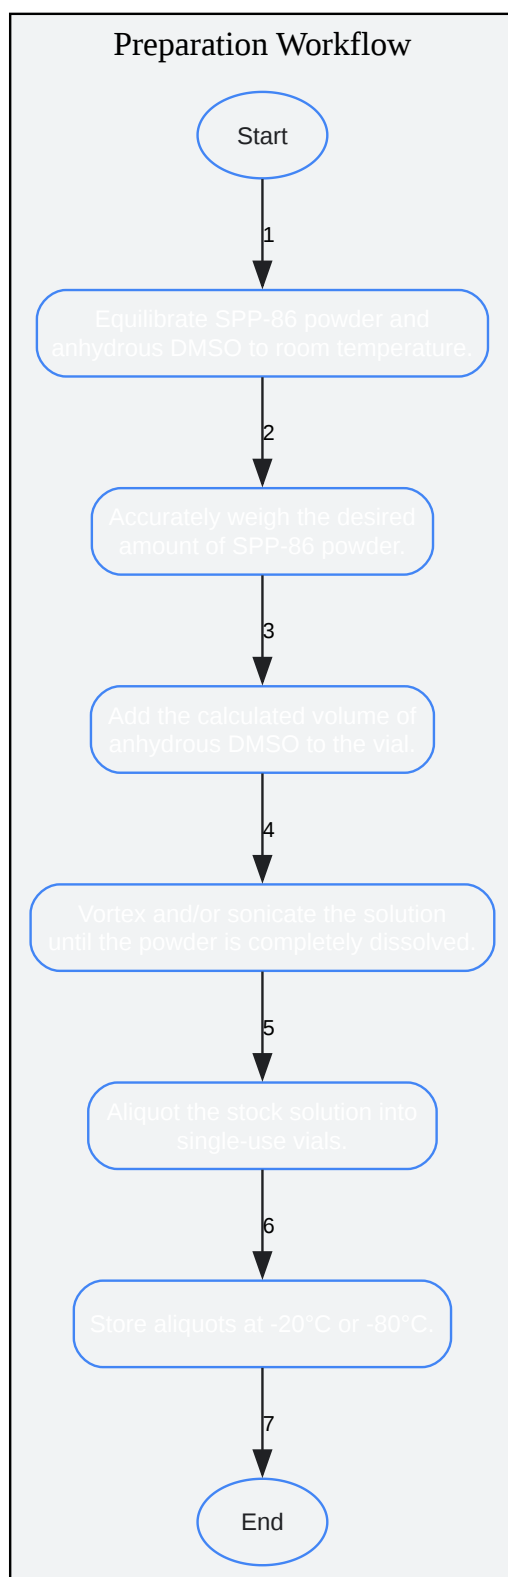 Preparation Workflow
Start
1
Equilibrate SPP-86 powder and
anhydrous DMSO to room temperature.
2
Accurately weigh the desired
amount of SPP-86 powder.
3
Add the calculated volume of
anhydrous DMSO to the vial.
4
Vortex and/or sonicate the solution
until the powder is completely dissolved.
5
Aliquot the stock solution into
single-use vials.
6
Store aliquots at -20°C or -80°C.
7
End